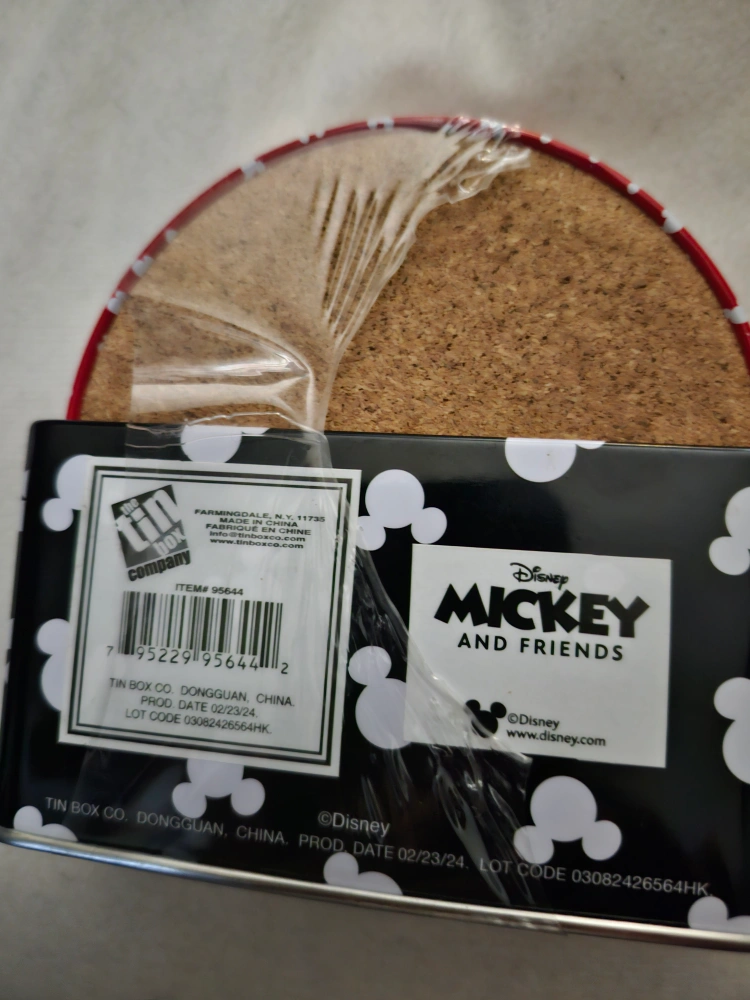 the
tin
box
company
FARMINGDALE, N.Y. 11735
MADE IN CHINA
FABRIQUÉ EN CHINE
info@tinboxco.com
www.tinboxco.com
ITEM# 95644
7 95229 95644 2
TIN BOX CO. DONGGUAN, CHINA.
PROD. DATE 02/23/24.
LOT CODE 03082426564HK.
Disney
MICKEY
AND FRIENDS
©Disney
www.disney.com
©Disney
TIN BOX CO. DONGGUAN, CHINA. PROD. DATE 02/23/24. LOT CODE 03082426564HK.